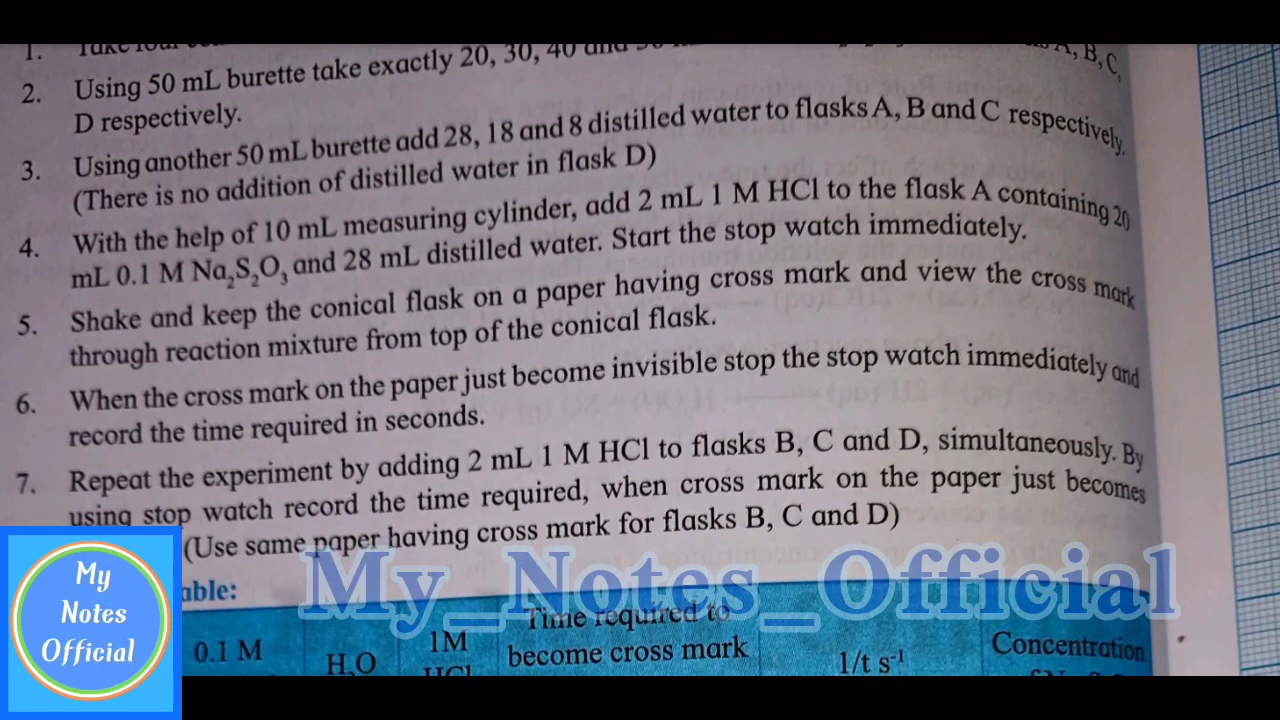 1.
2. Using 50 mL burette take exactly 20, 30, 40 and A, B, C,
D respectively.
3. Using another 50 mL burette add 28, 18 and 8 distilled water to flasks A, B and C respectively.
(There is no addition of distilled water in flask D)
4. With the help of 10 mL measuring cylinder, add 2 mL 1 M HCl to the flask A containing 20
mL 0.1 M Na₂S₂O₃ and 28 mL distilled water. Start the stop watch immediately.
5. Shake and keep the conical flask on a paper having cross mark and view the cross mark
through reaction mixture from top of the conical flask.
6. When the cross mark on the paper just become invisible stop the stop watch immediately and
record the time required in seconds.
7. Repeat the experiment by adding 2 mL 1 M HCl to flasks B, C and D, simultaneously. By
using stop watch record the time required, when cross mark on the paper just becomes
(Use same paper having cross mark for flasks B, C and D)
My_Notes_Official
My
Notes
Official
able:
0.1 M
H₂O
1M
HCl
Time required to
become cross mark
1/t s⁻¹
Concentration